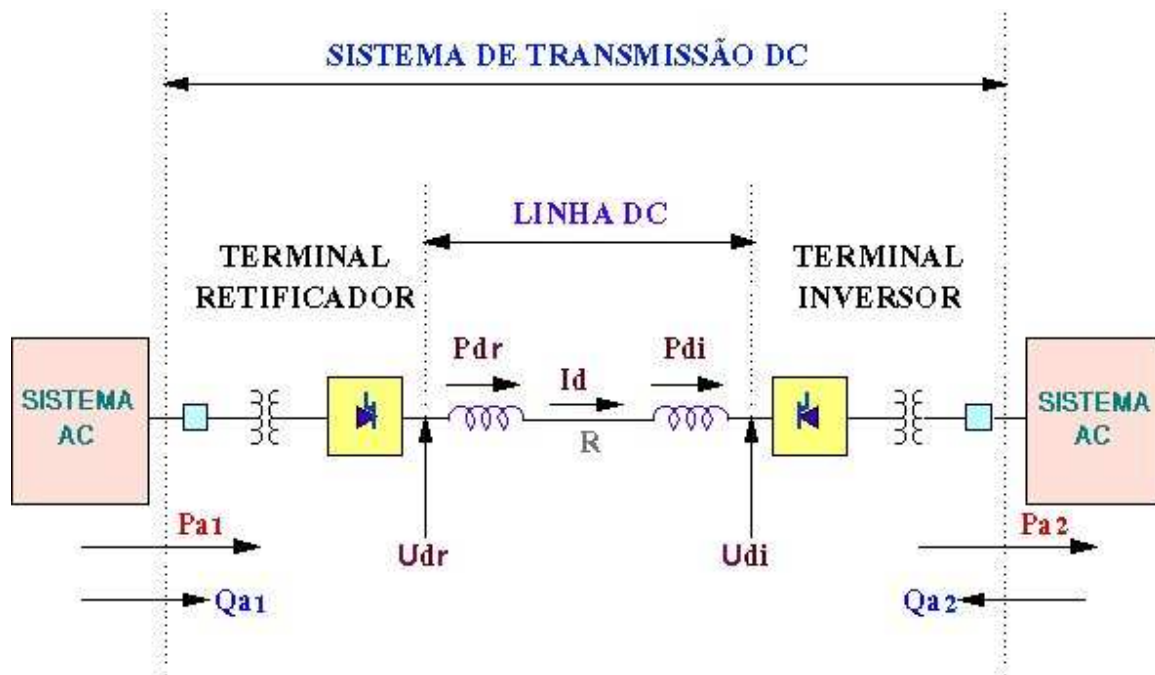 SISTEMA DE TRANSMISSÃO DC
LINHA DC
TERMINAL
RETIFICADOR
TERMINAL
INVERSOR
Pdr
Pdi
Id
R
SISTEMA
AC
SISTEMA
AC
Pa1
Udr
Udi
Pa2
Qa1
Qa2